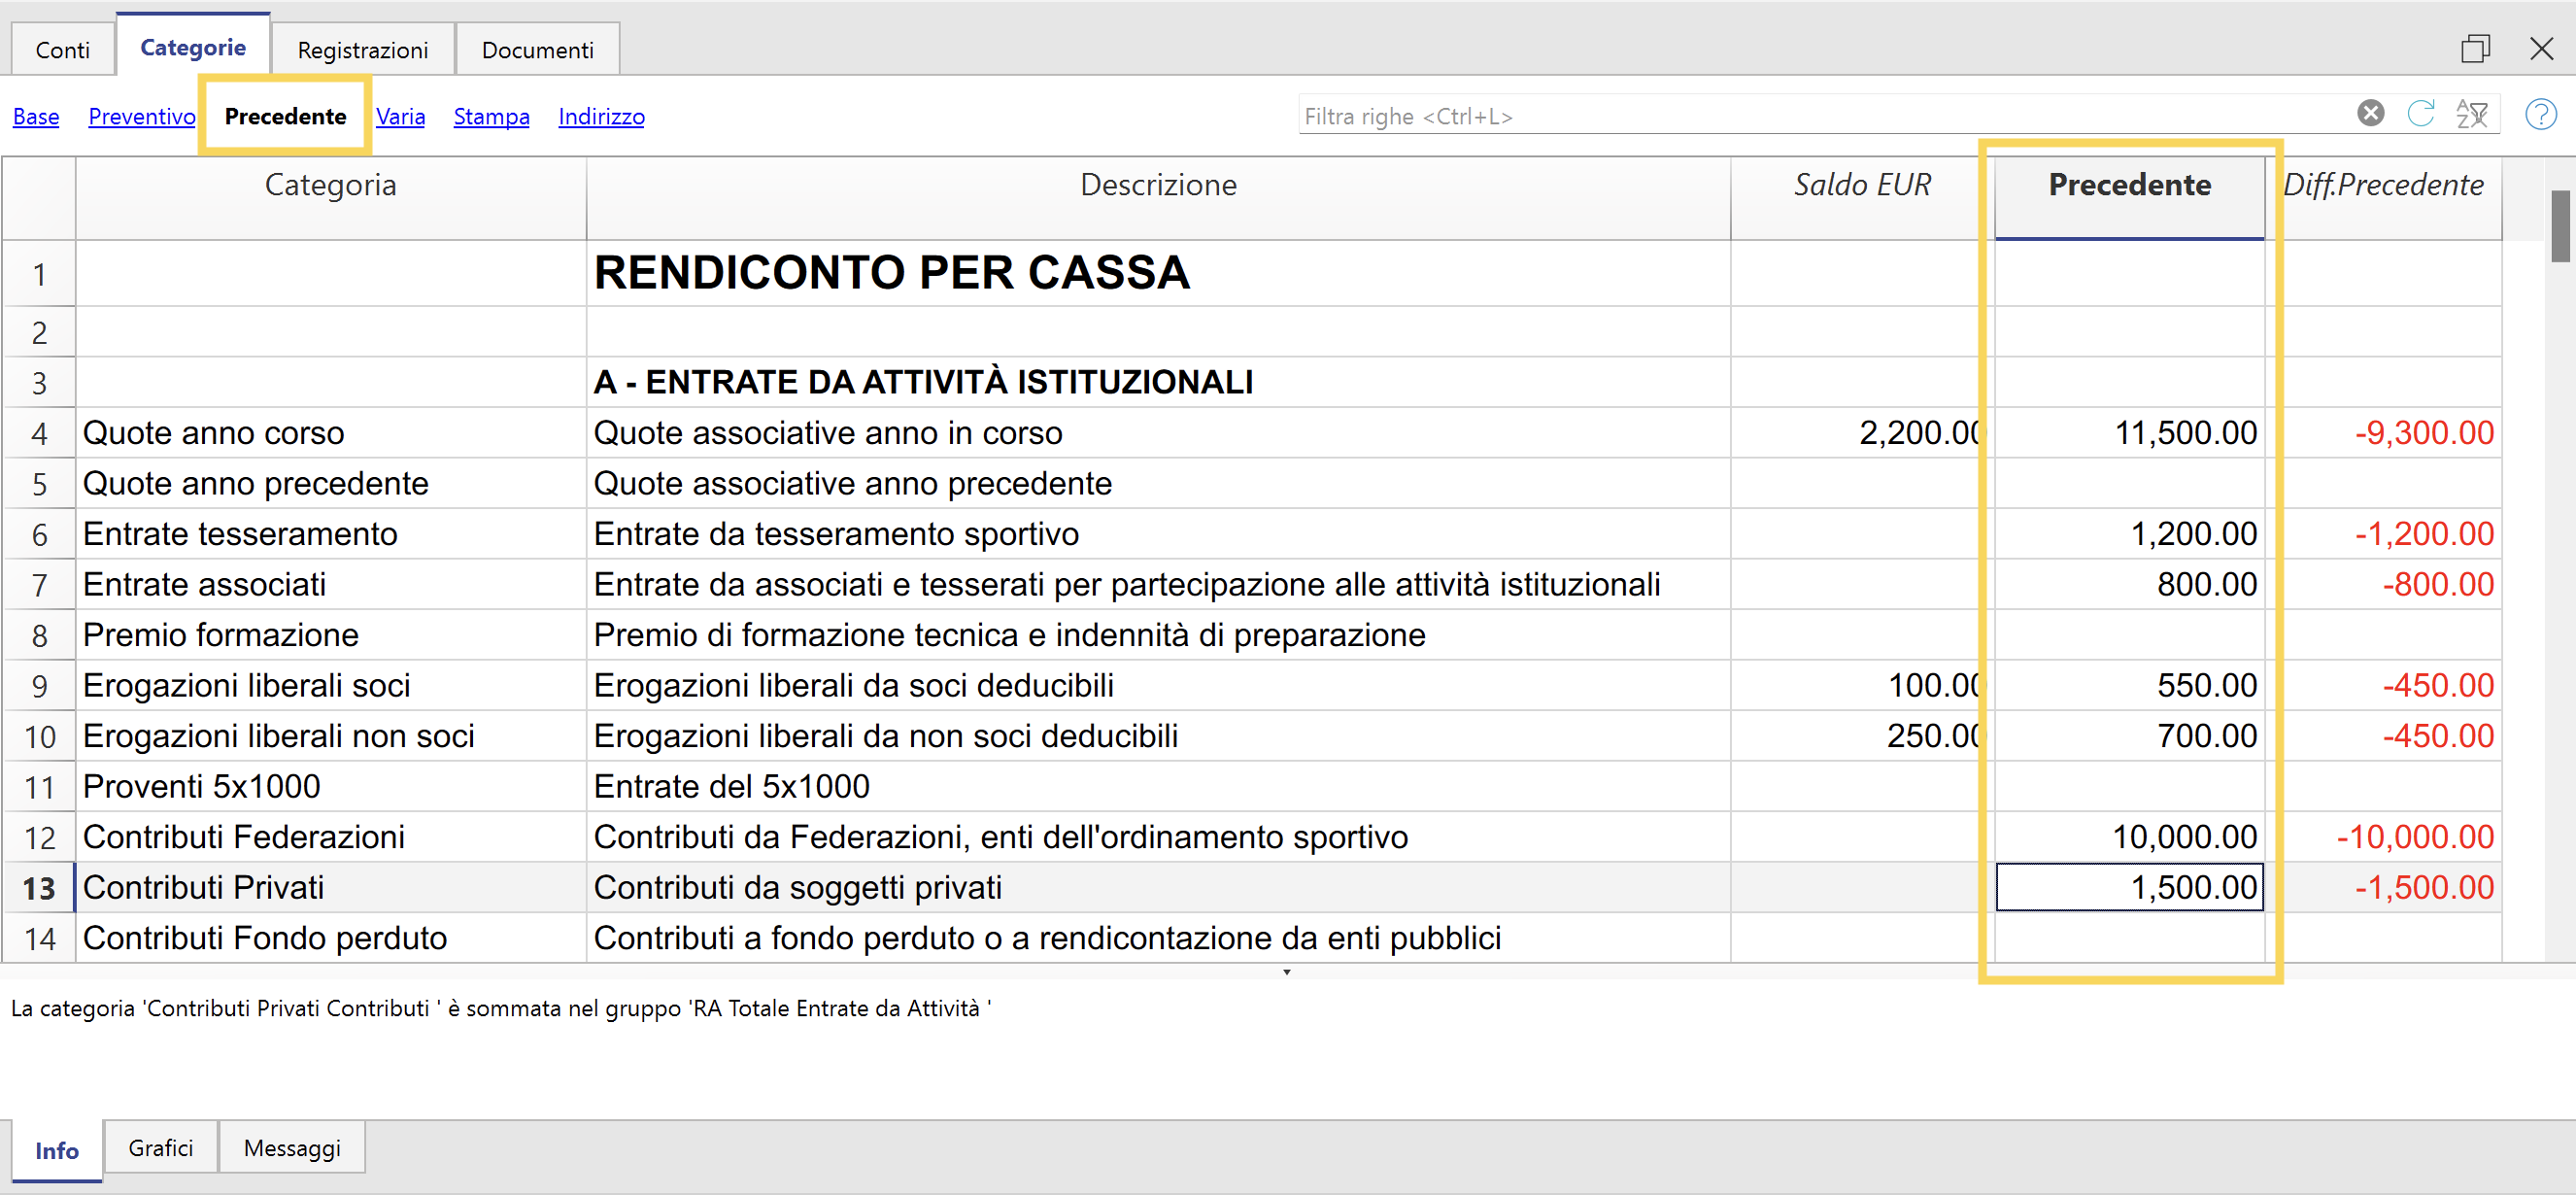 Conti Categorie Registrazioni Documenti
Base Preventivo Precedente Varia Stampa Indirizzo Filtra righe <Ctrl+L>
Categoria Descrizione Saldo EUR Precedente Diff.Precedente
1 RENDICONTO PER CASSA
2
3 A - ENTRATE DA ATTIVITÀ ISTITUZIONALI
4 Quote anno corso Quote associative anno in corso 2,200.00 11,500.00 -9,300.00
5 Quote anno precedente Quote associative anno precedente
6 Entrate tesseramento Entrate da tesseramento sportivo 1,200.00 -1,200.00
7 Entrate associati Entrate da associati e tesserati per partecipazione alle attività istituzionali 800.00 -800.00
8 Premio formazione Premio di formazione tecnica e indennità di preparazione
9 Erogazioni liberali soci Erogazioni liberali da soci deducibili 100.00 550.00 -450.00
10 Erogazioni liberali non soci Erogazioni liberali da non soci deducibili 250.00 700.00 -450.00
11 Proventi 5x1000 Entrate del 5x1000
12 Contributi Federazioni Contributi da Federazioni, enti dell'ordinamento sportivo 10,000.00 -10,000.00
13 Contributi Privati Contributi da soggetti privati 1,500.00 -1,500.00
14 Contributi Fondo perduto Contributi a fondo perduto o a rendicontazione da enti pubblici
La categoria 'Contributi Privati Contributi ' è sommata nel gruppo 'RA Totale Entrate da Attività '
Info Grafici Messaggi